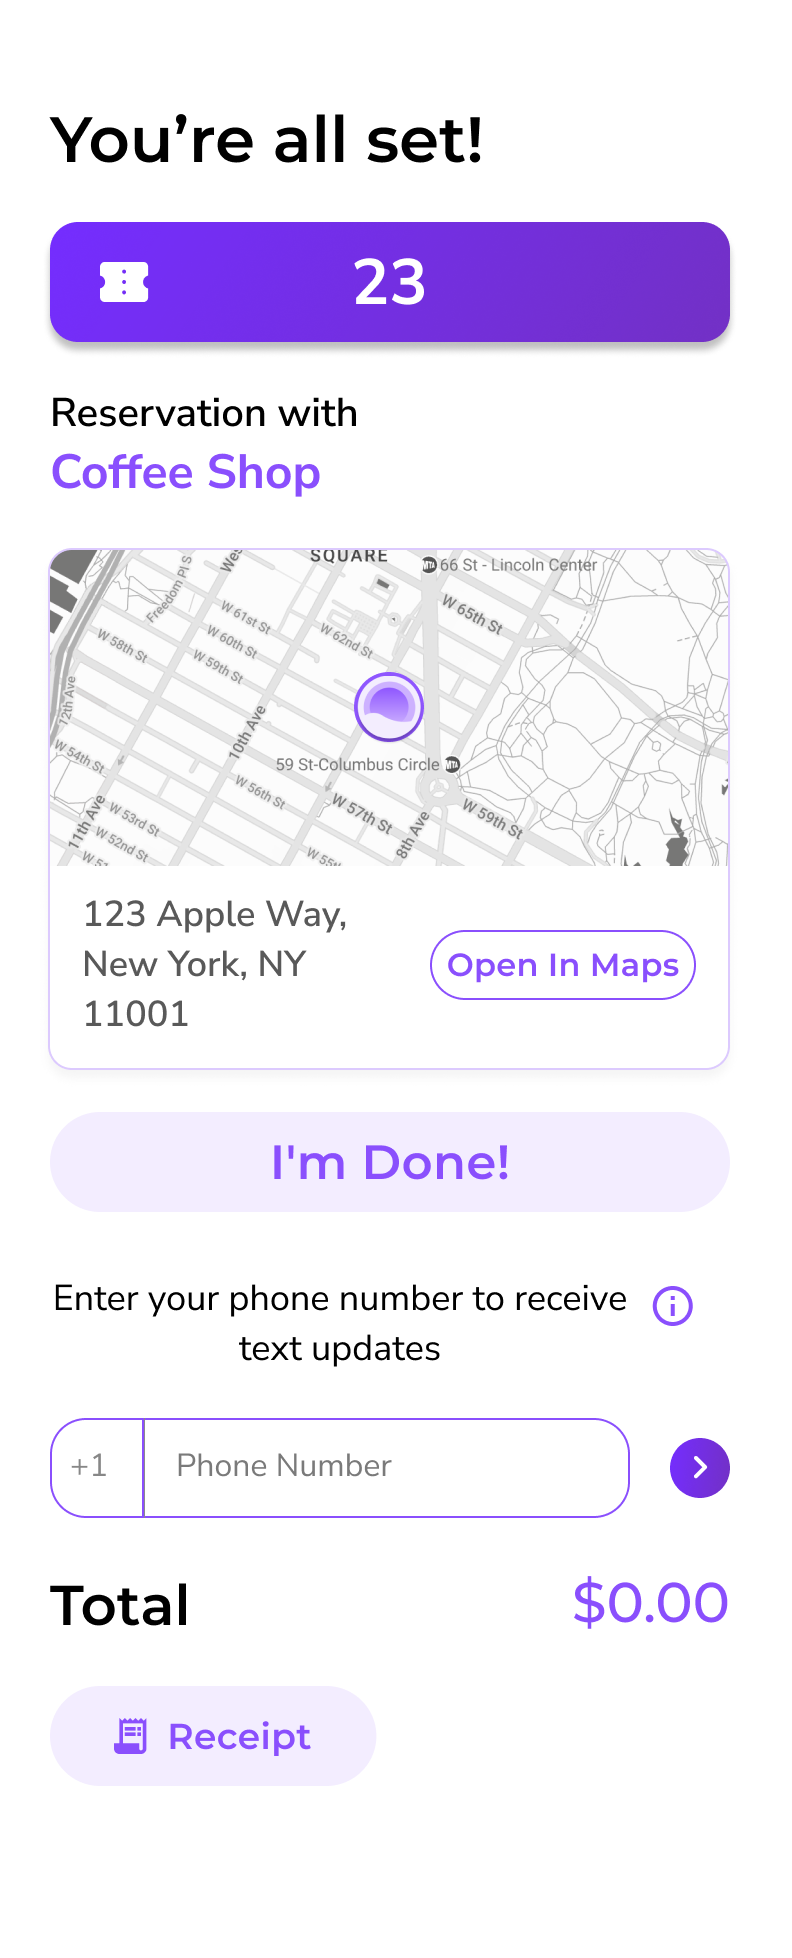 You’re all set!
23
Reservation with
Coffee Shop
SQUARE
66 St - Lincoln Center
MTA
Freedom Pl S
W 65th St
W 61st St
W 62nd St
W 60th St
W 58th St
W 59th St
12th Ave
10th Ave
W 54th St
59 St-Columbus Circle
MTA
W 56th St
11th Ave
W 53rd St
W 57th St
W 59th St
W 52nd St
8th Ave
123 Apple Way,
New York, NY
11001
Open In Maps
I'm Done!
Enter your phone number to receive
text updates
+1
Phone Number
Total
$0.00
Receipt